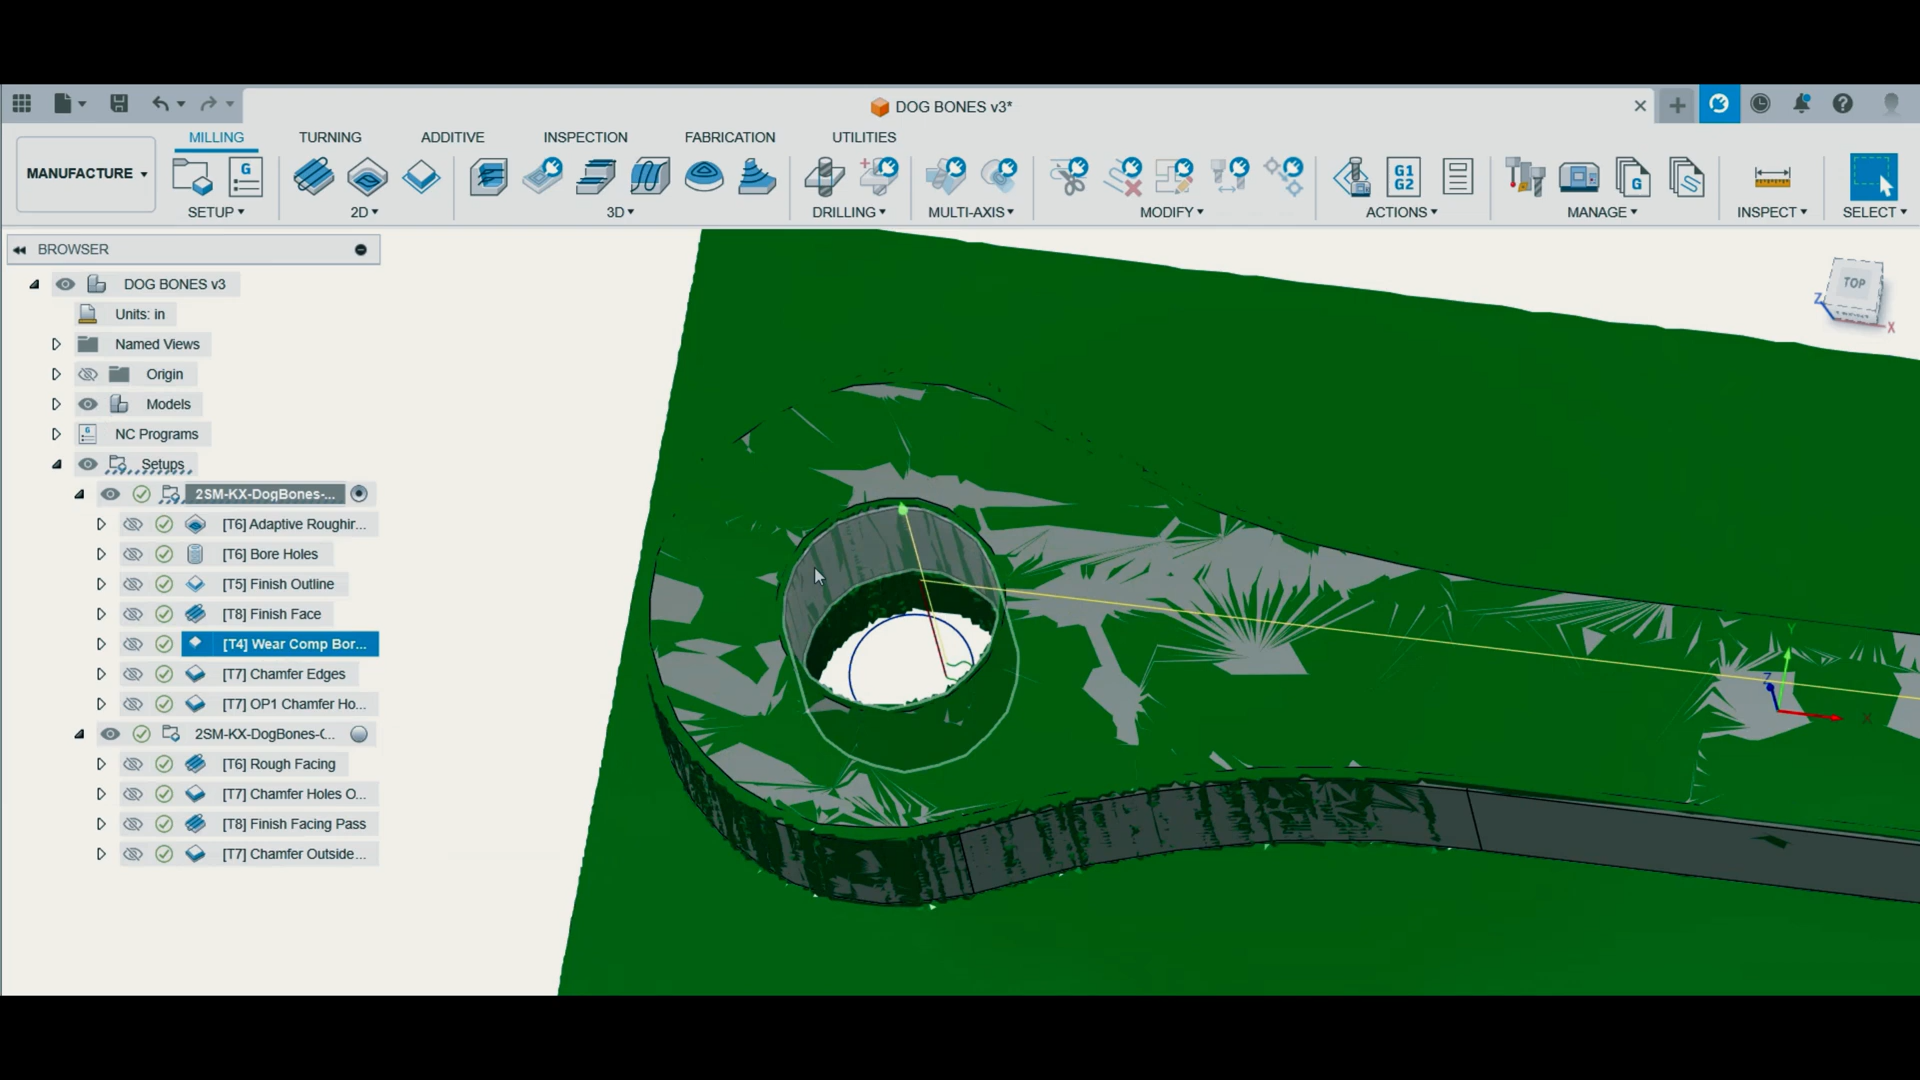 DOG BONES v3*
MILLING TURNING ADDITIVE INSPECTION FABRICATION UTILITIES
MANUFACTURE
G
G1
G2
G
SETUP 2D 3D DRILLING MULTI-AXIS MODIFY ACTIONS MANAGE INSPECT SELECT
BROWSER
DOG BONES v3
Units: in
Named Views
Origin
Models
NC Programs
Setups
2SM-KX-DogBones-...
[T6] Adaptive Roughir...
[T6] Bore Holes
[T5] Finish Outline
[T8] Finish Face
[T4] Wear Comp Bor...
[T7] Chamfer Edges
[T7] OP1 Chamfer Ho...
2SM-KX-DogBones-(...
[T6] Rough Facing
[T7] Chamfer Holes O...
[T8] Finish Facing Pass
[T7] Chamfer Outside...
TOP
Z
X
Y
Z
X